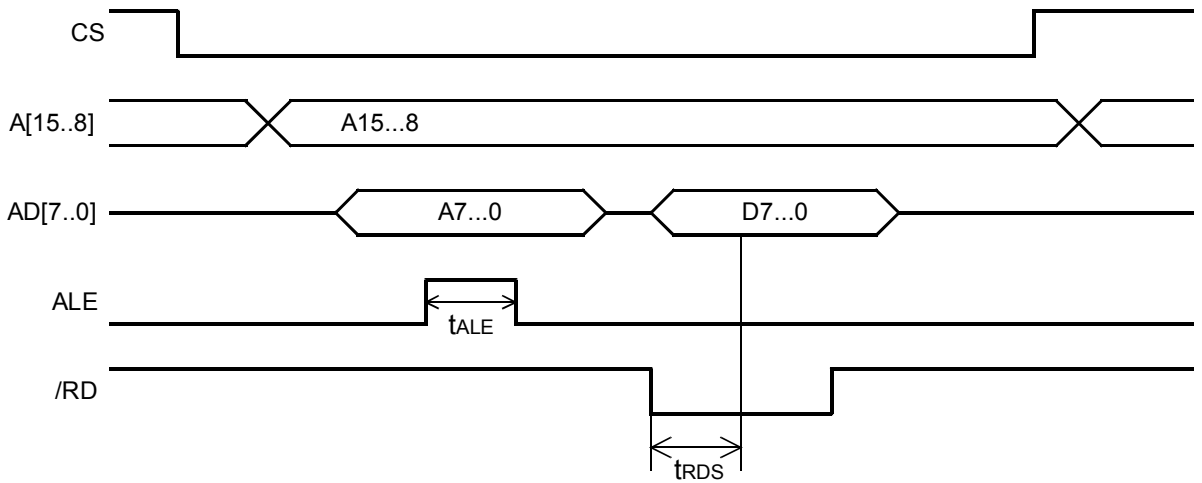 CS
A[15..8]
A15...8
AD[7..0]
A7...0
D7...0
ALE
tALE
/RD
tRDS